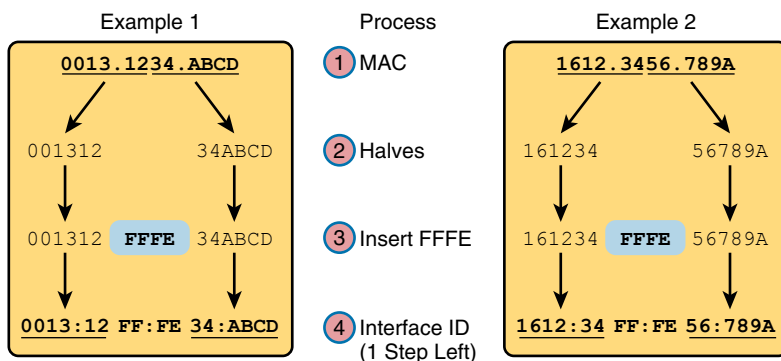 Example 1 Process Example 2
0013.1234.ABCD 1 MAC 1612.3456.789A
001312 34ABCD 2 Halves 161234 56789A
001312 FFFE 34ABCD 3 Insert FFFE 161234 FFFE 56789A
0013:12 FF:FE 34:ABCD 4 Interface ID 1612:34 FF:FE 56:789A
(1 Step Left)